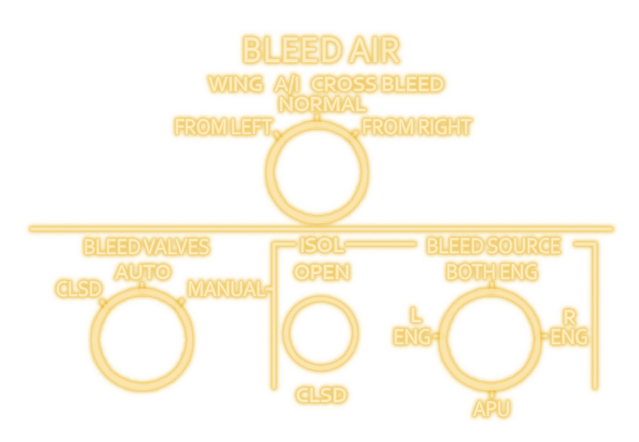 BLEED AIR
WING A/I CROSS BLEED
NORMAL
FROM LEFT FROM RIGHT
BLEED VALVES ISOL BLEED SOURCE
AUTO OPEN BOTH ENG
CLSD MANUAL
L R
ENG ENG
CLSD
APU